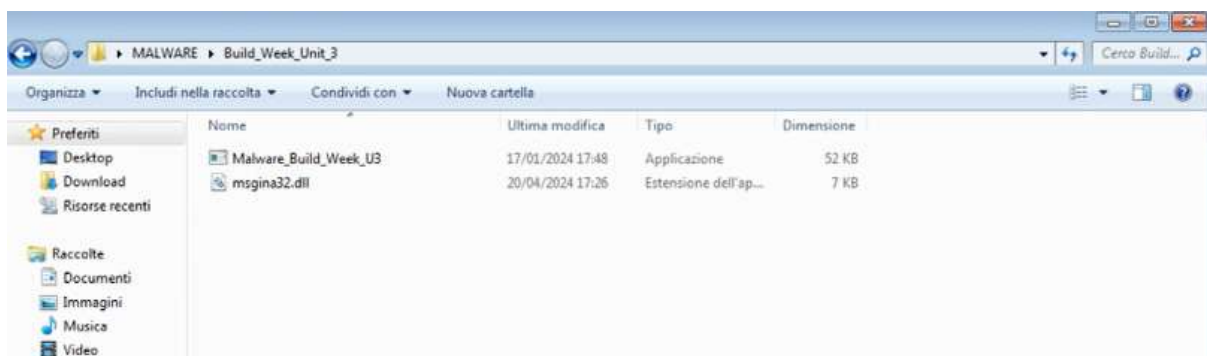 MALWARE ▸ Build_Week_Unit_3
Cerco Build...
Organizza Includi nella raccolta Condividi con Nuova cartella
Preferiti
Desktop
Download
Risorse recenti
Raccolte
Documenti
Immagini
Musica
Video
Nome Ultima modifica Tipo Dimensione
Malware_Build_Week_U3 17/01/2024 17:48 Applicazione 52 KB
msgina32.dll 20/04/2024 17:26 Estensione dell'ap... 7 KB